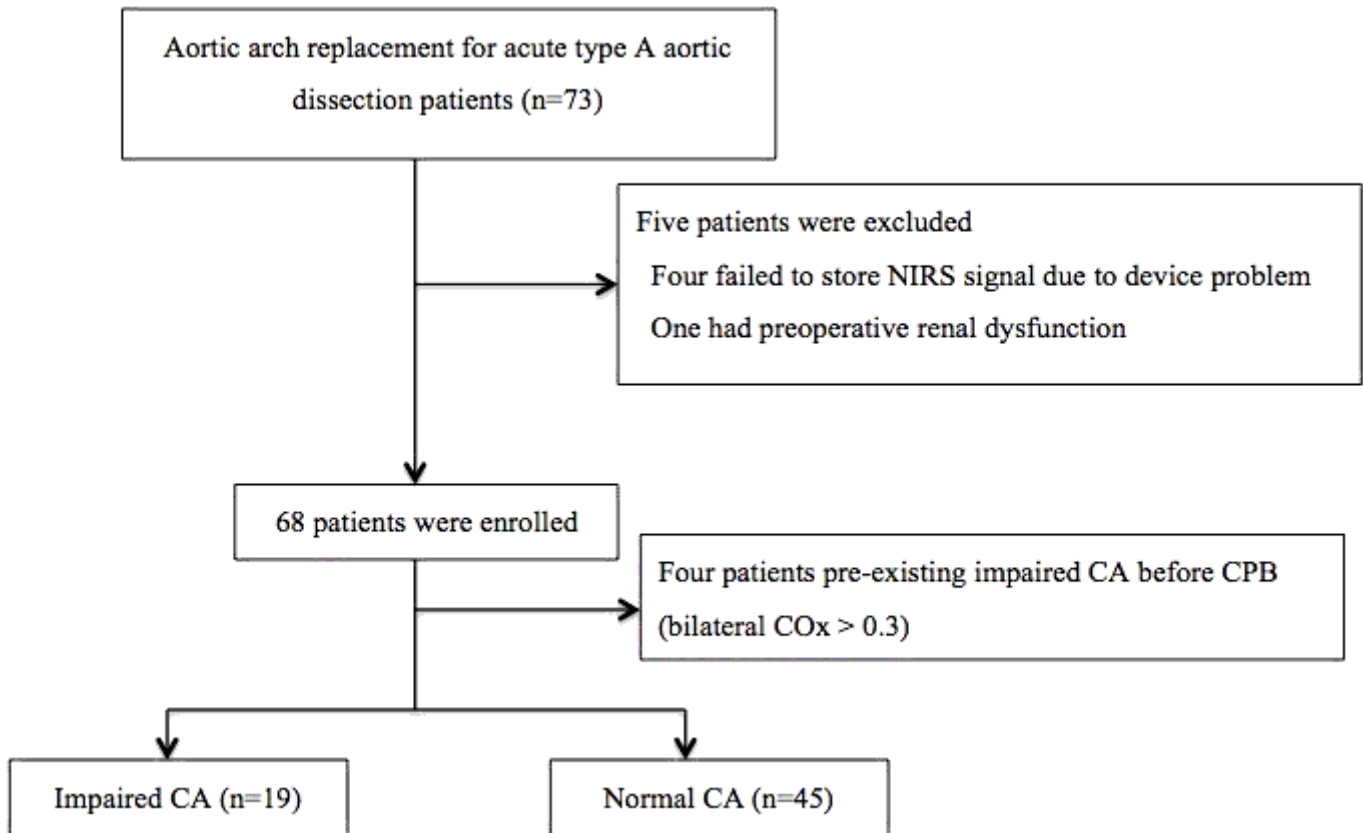 Aortic arch replacement for acute type A aortic
dissection patients (n=73)
Five patients were excluded
Four failed to store NIRS signal due to device problem
One had preoperative renal dysfunction
68 patients were enrolled
Four patients pre-existing impaired CA before CPB
(bilateral COx > 0.3)
Impaired CA (n=19)
Normal CA (n=45)